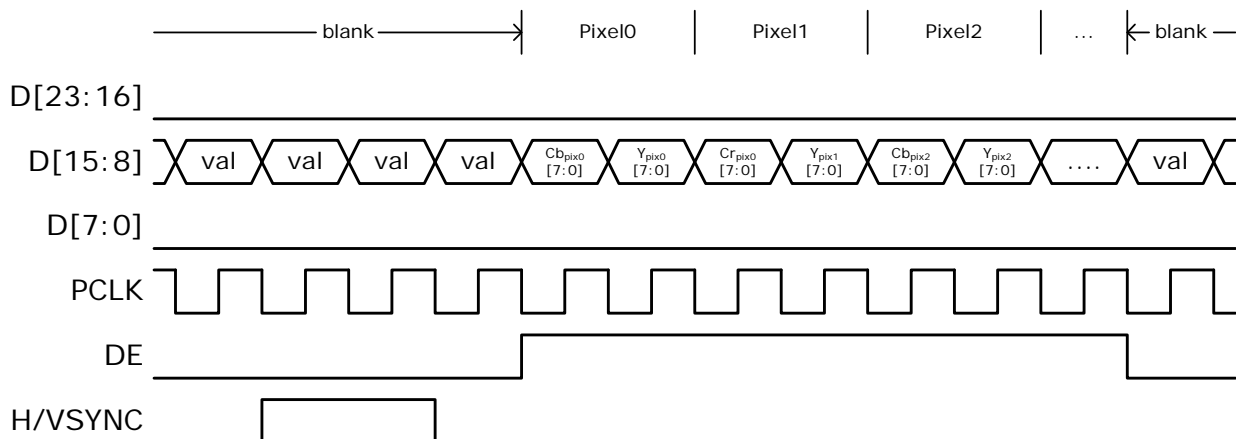 blank Pixel0 Pixel1 Pixel2 ... blank
D[23:16]
D[15:8] val val val val Cbpix0 [7:0] Ypix0 [7:0] Crpix0 [7:0] Ypix1 [7:0] Cbpix2 [7:0] Ypix2 [7:0] .... val
D[7:0]
PCLK
DE
H/VSYNC